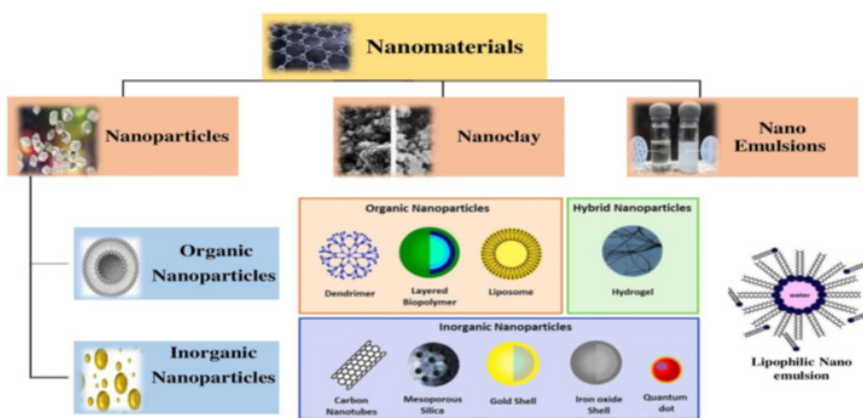 Nanomaterials
Nanoparticles
Nanoclay
Nano
Emulsions
Organic
Nanoparticles
Inorganic
Nanoparticles
Organic Nanoparticles
Dendrimer
Layered
Biopolymer
Liposome
Hybrid Nanoparticles
Hydrogel
Inorganic Nanoparticles
Carbon
Nanotubes
Mesoporous
Silica
Gold Shell
Iron oxide
Shell
Quantum
dot
water
Lipophilic Nano
emulsion